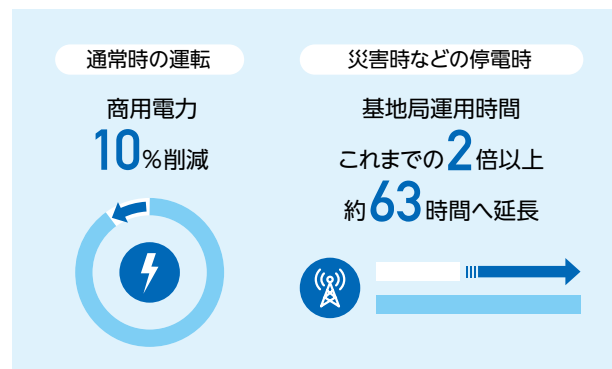 通常時の運転
商用電力
10%削減
災害時などの停電時
基地局運用時間
これまでの2倍以上
約63時間へ延長